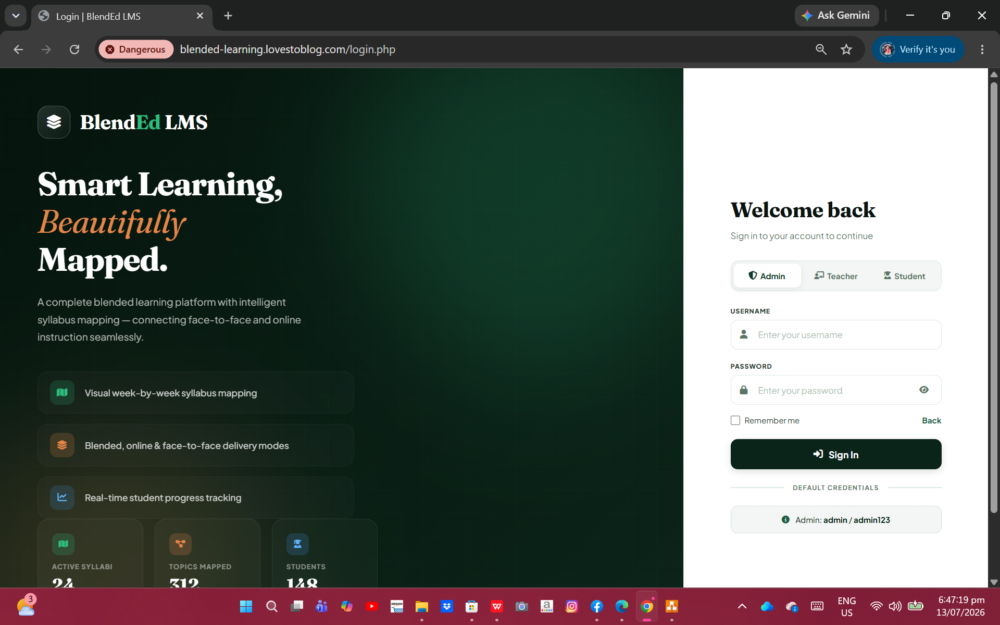 Login | BlendEd LMS
Ask Gemini
Dangerous
blended-learning.lovestoblog.com/login.php
Verify it's you
BlendEd LMS
Smart Learning,
Beautifully
Mapped.
A complete blended learning platform with intelligent
syllabus mapping — connecting face-to-face and online
instruction seamlessly.
Visual week-by-week syllabus mapping
Blended, online & face-to-face delivery modes
Real-time student progress tracking
ACTIVE SYLLABI
24
TOPICS MAPPED
312
STUDENTS
148
Welcome back
Sign in to your account to continue
Admin
Teacher
Student
USERNAME
Enter your username
PASSWORD
Enter your password
Remember me
Back
Sign In
DEFAULT CREDENTIALS
Admin: admin / admin123
3
amazon
ENG
US
6:47:19 pm
13/07/2026